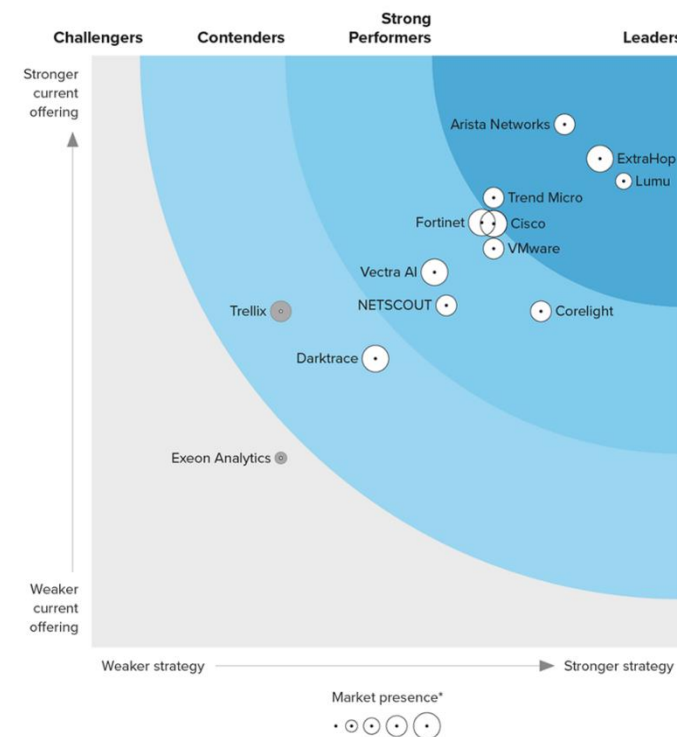 Challengers
Contenders
Strong
Performers
Leaders
Stronger
current
offering
Arista Networks
ExtraHop
Lumu
Trend Micro
Fortinet
Cisco
VMware
Vectra AI
NETSCOUT
Trellix
Corelight
Darktrace
Exeon Analytics
Weaker
current
offering
Weaker strategy
Stronger strategy
Market presence*